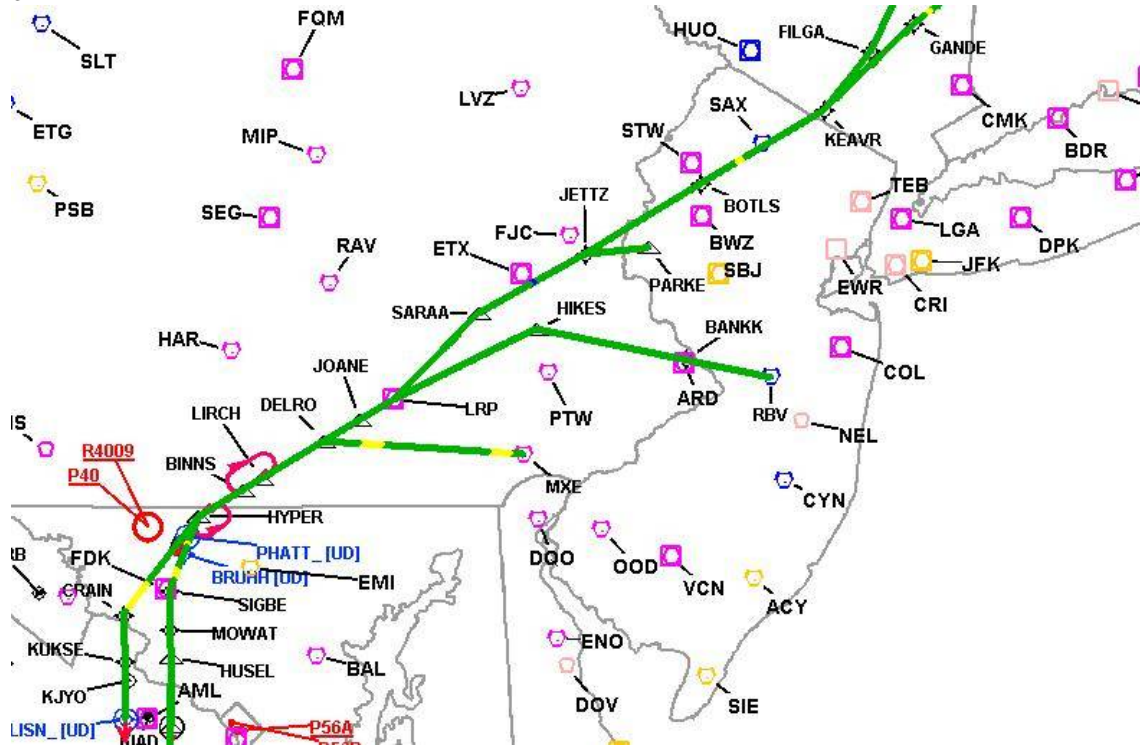 FQM
HUO
FILGA
GANDE
SLT
LVZ
SAX
CMK
ETG
MIP
STW
KEAVR
BDR
PSB
SEG
JETTZ
BOTLS
TEB
FJC
BWZ
LGA
DPK
RAV
ETX
PARKE
SBJ
EWR
JFK
CRI
SARAA
HIKES
HAR
BANKK
JOANE
COL
DELRO
LRP
PTW
ARD
RBV
LIRCH
NEL
R4009
BINNS
P40
MXE
CYN
HYPER
FDK
PHATT_[UD]
DQO
OOD
BRUHH [UD]
EMI
VCN
CRAIN
SIGBE
ACY
MOWAT
ENO
KUKSE
HUSEL
BAL
KJYO
AML
DOV
SIE
LISN_[UD]
P56A